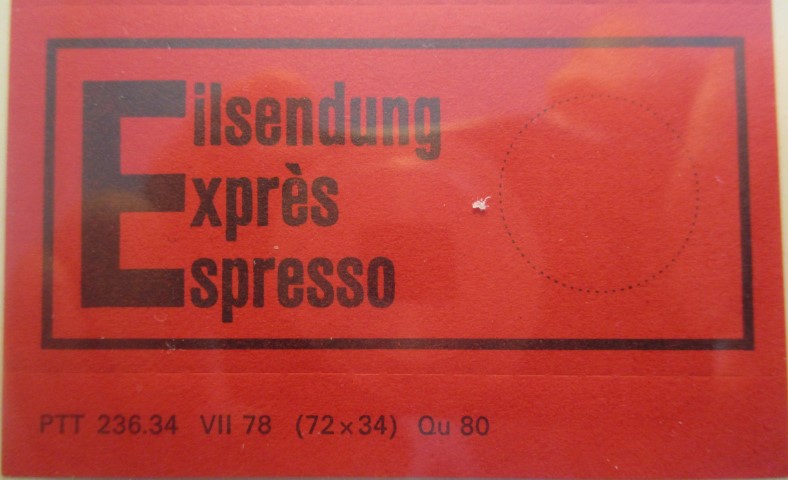 Eilsendung
Exprès
Espresso
PTT 236.34 VII 78 (72×34) Qu 80